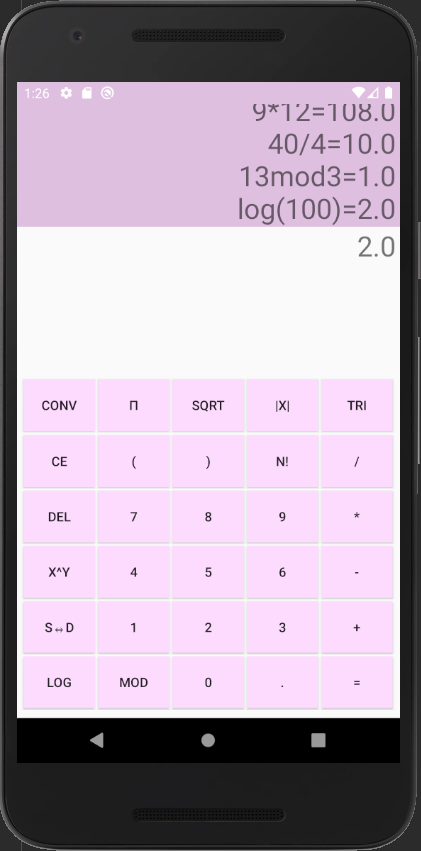 1:26
9*12=108.0
40/4=10.0
13mod3=1.0
log(100)=2.0
2.0
CONV Π SQRT |X| TRI
CE ( ) N! /
DEL 7 8 9 *
X^Y 4 5 6 -
S↔D 1 2 3 +
LOG MOD 0 . =